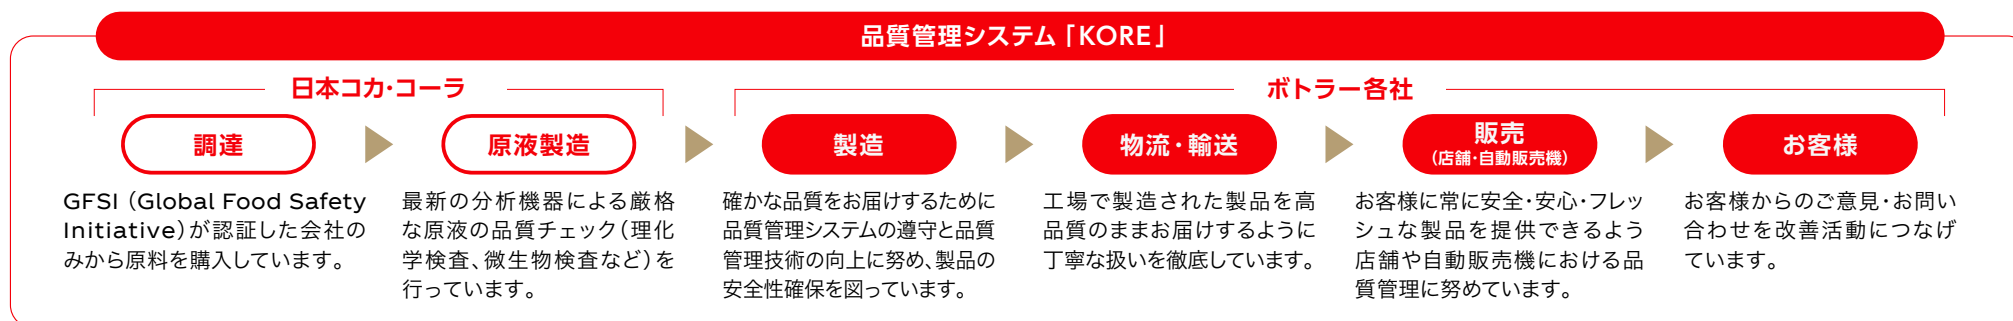 品質管理システム「KORE」
日本コカ・コーラ
ボトラー各社
調達
GFSI（Global Food Safety
Initiative）が認証した会社の
みから原料を購入しています。
原液製造
最新の分析機器による厳格
な原液の品質チェック（理化
学検査、微生物検査など）を
行っています。
製造
確かな品質をお届けするために
品質管理システムの遵守と品質
管理技術の向上に努め、製品の
安全性確保を図っています。
物流・輸送
工場で製造された製品を高
品質のままお届けするように
丁寧な扱いを徹底しています。
販売
（店舗・自動販売機）
お客様に常に安全・安心・フレッ
シュな製品を提供できるよう
店舗や自動販売機における品
質管理に努めています。
お客様
お客様からのご意見・お問い
合わせを改善活動につなげ
ています。